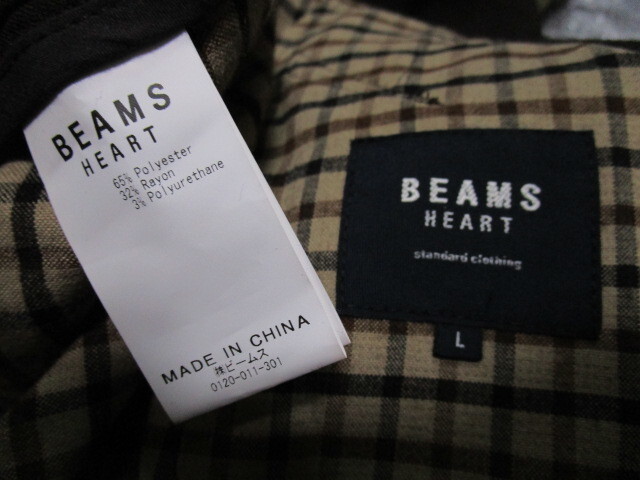 BEAMS
HEART
65% Polyester
32% Rayon
3% Polyurethane
MADE IN CHINA
㈱ビームス
0120-011-301
BEAMS
HEART
standard clothing
L